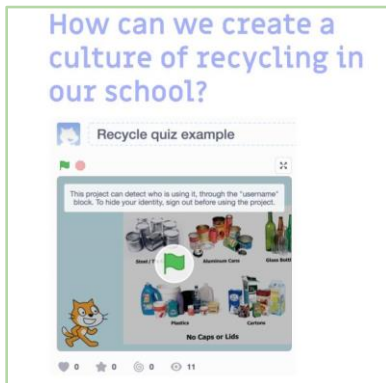 How can we create a
culture of recycling in
our school?
Recycle quiz example
This project can detect who is using it, through the "username"
block. To hide your identity, sign out before using the project.
Aluminum Cans
Plastics
Cartons
No Caps or Lids
0 0 0 11